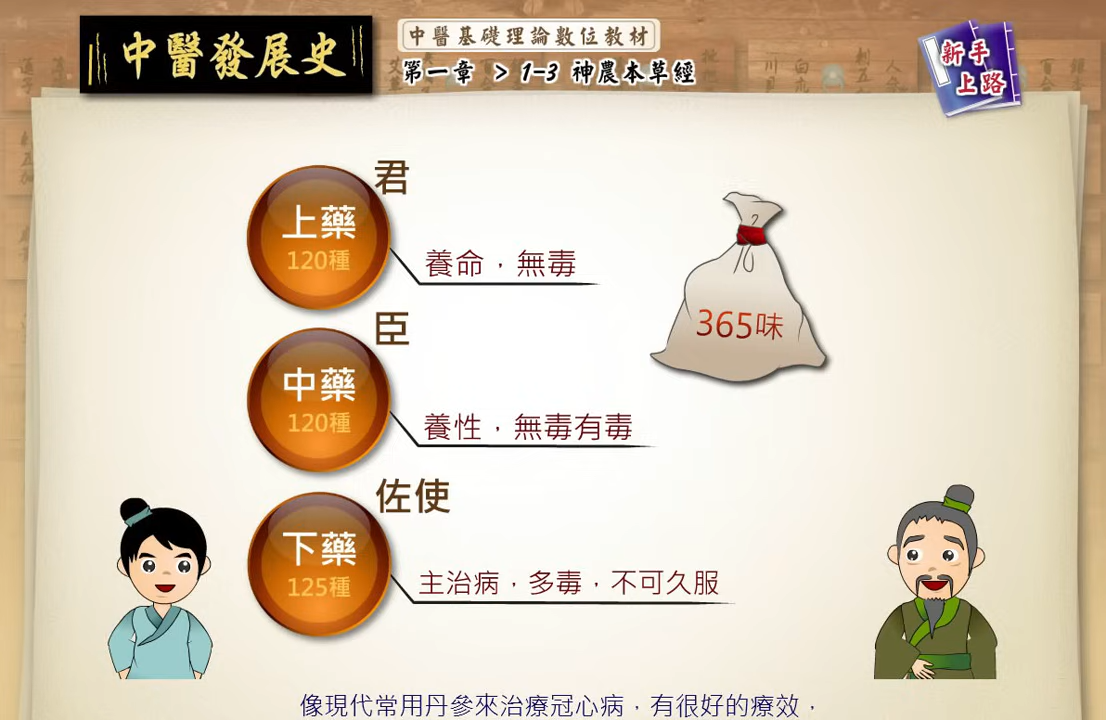 中醫發展史
中醫基礎理論數位教材
第一章 > 1-3 神農本草經
新手
上路
君
上藥
120種
養命，無毒
365味
臣
中藥
120種
養性，無毒有毒
佐使
下藥
125種
主治病，多毒，不可久服
像現代常用丹參來治療冠心病，有很好的療效，